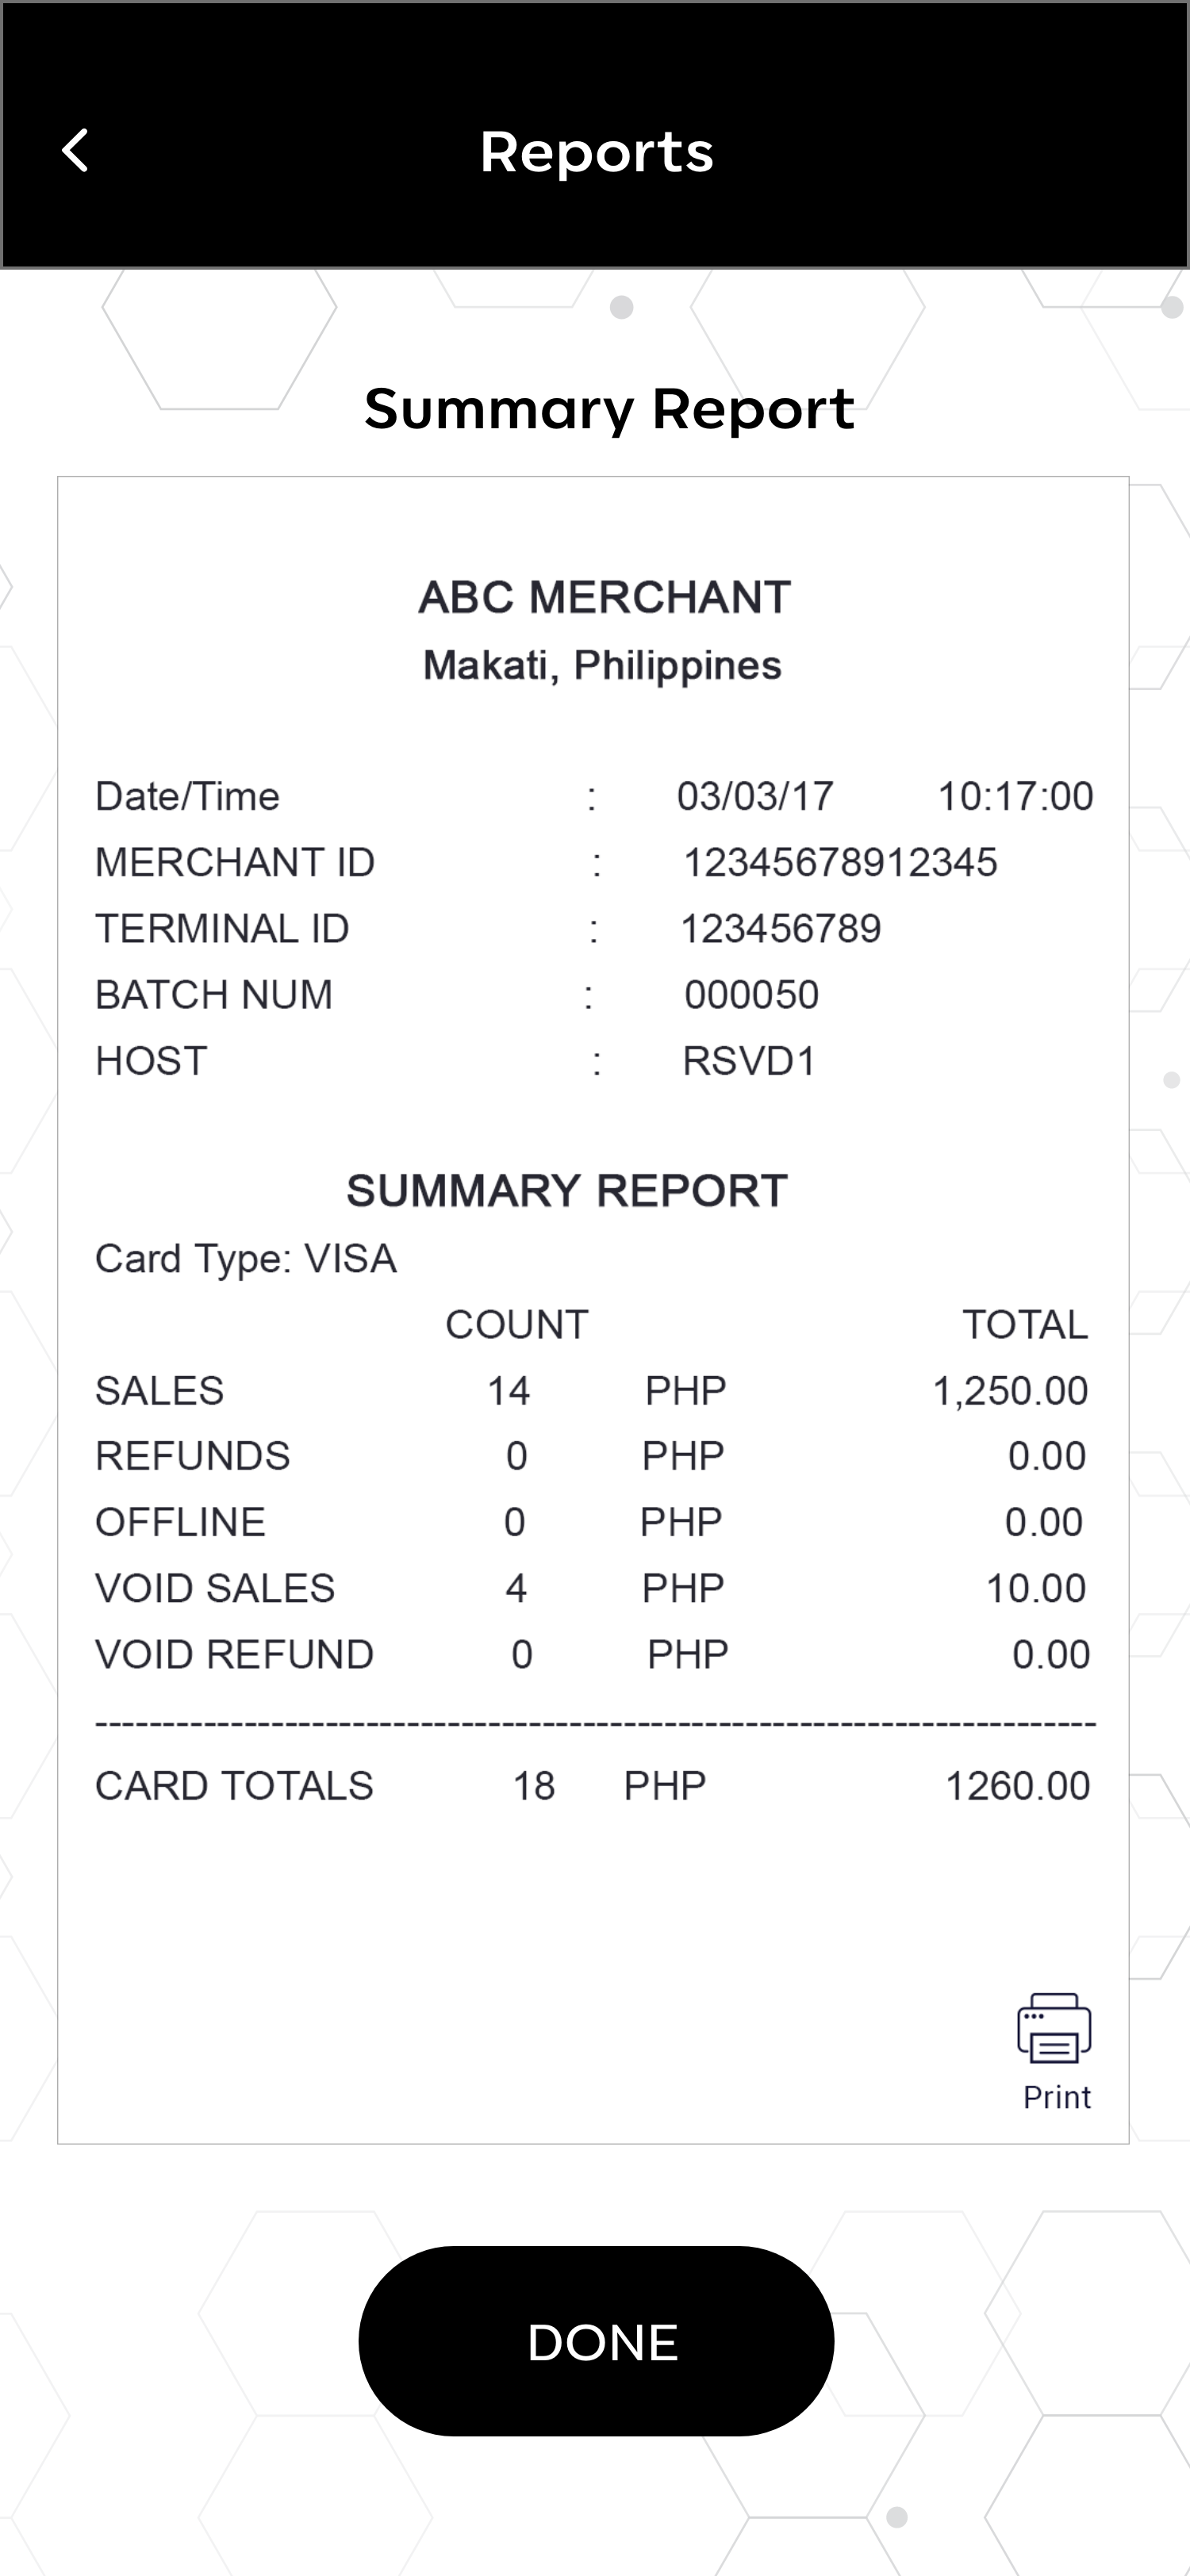 Reports
Summary Report
ABC MERCHANT
Makati, Philippines
Date/Time : 03/03/17 10:17:00
MERCHANT ID : 12345678912345
TERMINAL ID : 123456789
BATCH NUM : 000050
HOST : RSVD1
SUMMARY REPORT
Card Type: VISA
COUNT TOTAL
SALES 14 PHP 1,250.00
REFUNDS 0 PHP 0.00
OFFLINE 0 PHP 0.00
VOID SALES 4 PHP 10.00
VOID REFUND 0 PHP 0.00
--------------------------------------------------------------------------
CARD TOTALS 18 PHP 1260.00
Print
DONE